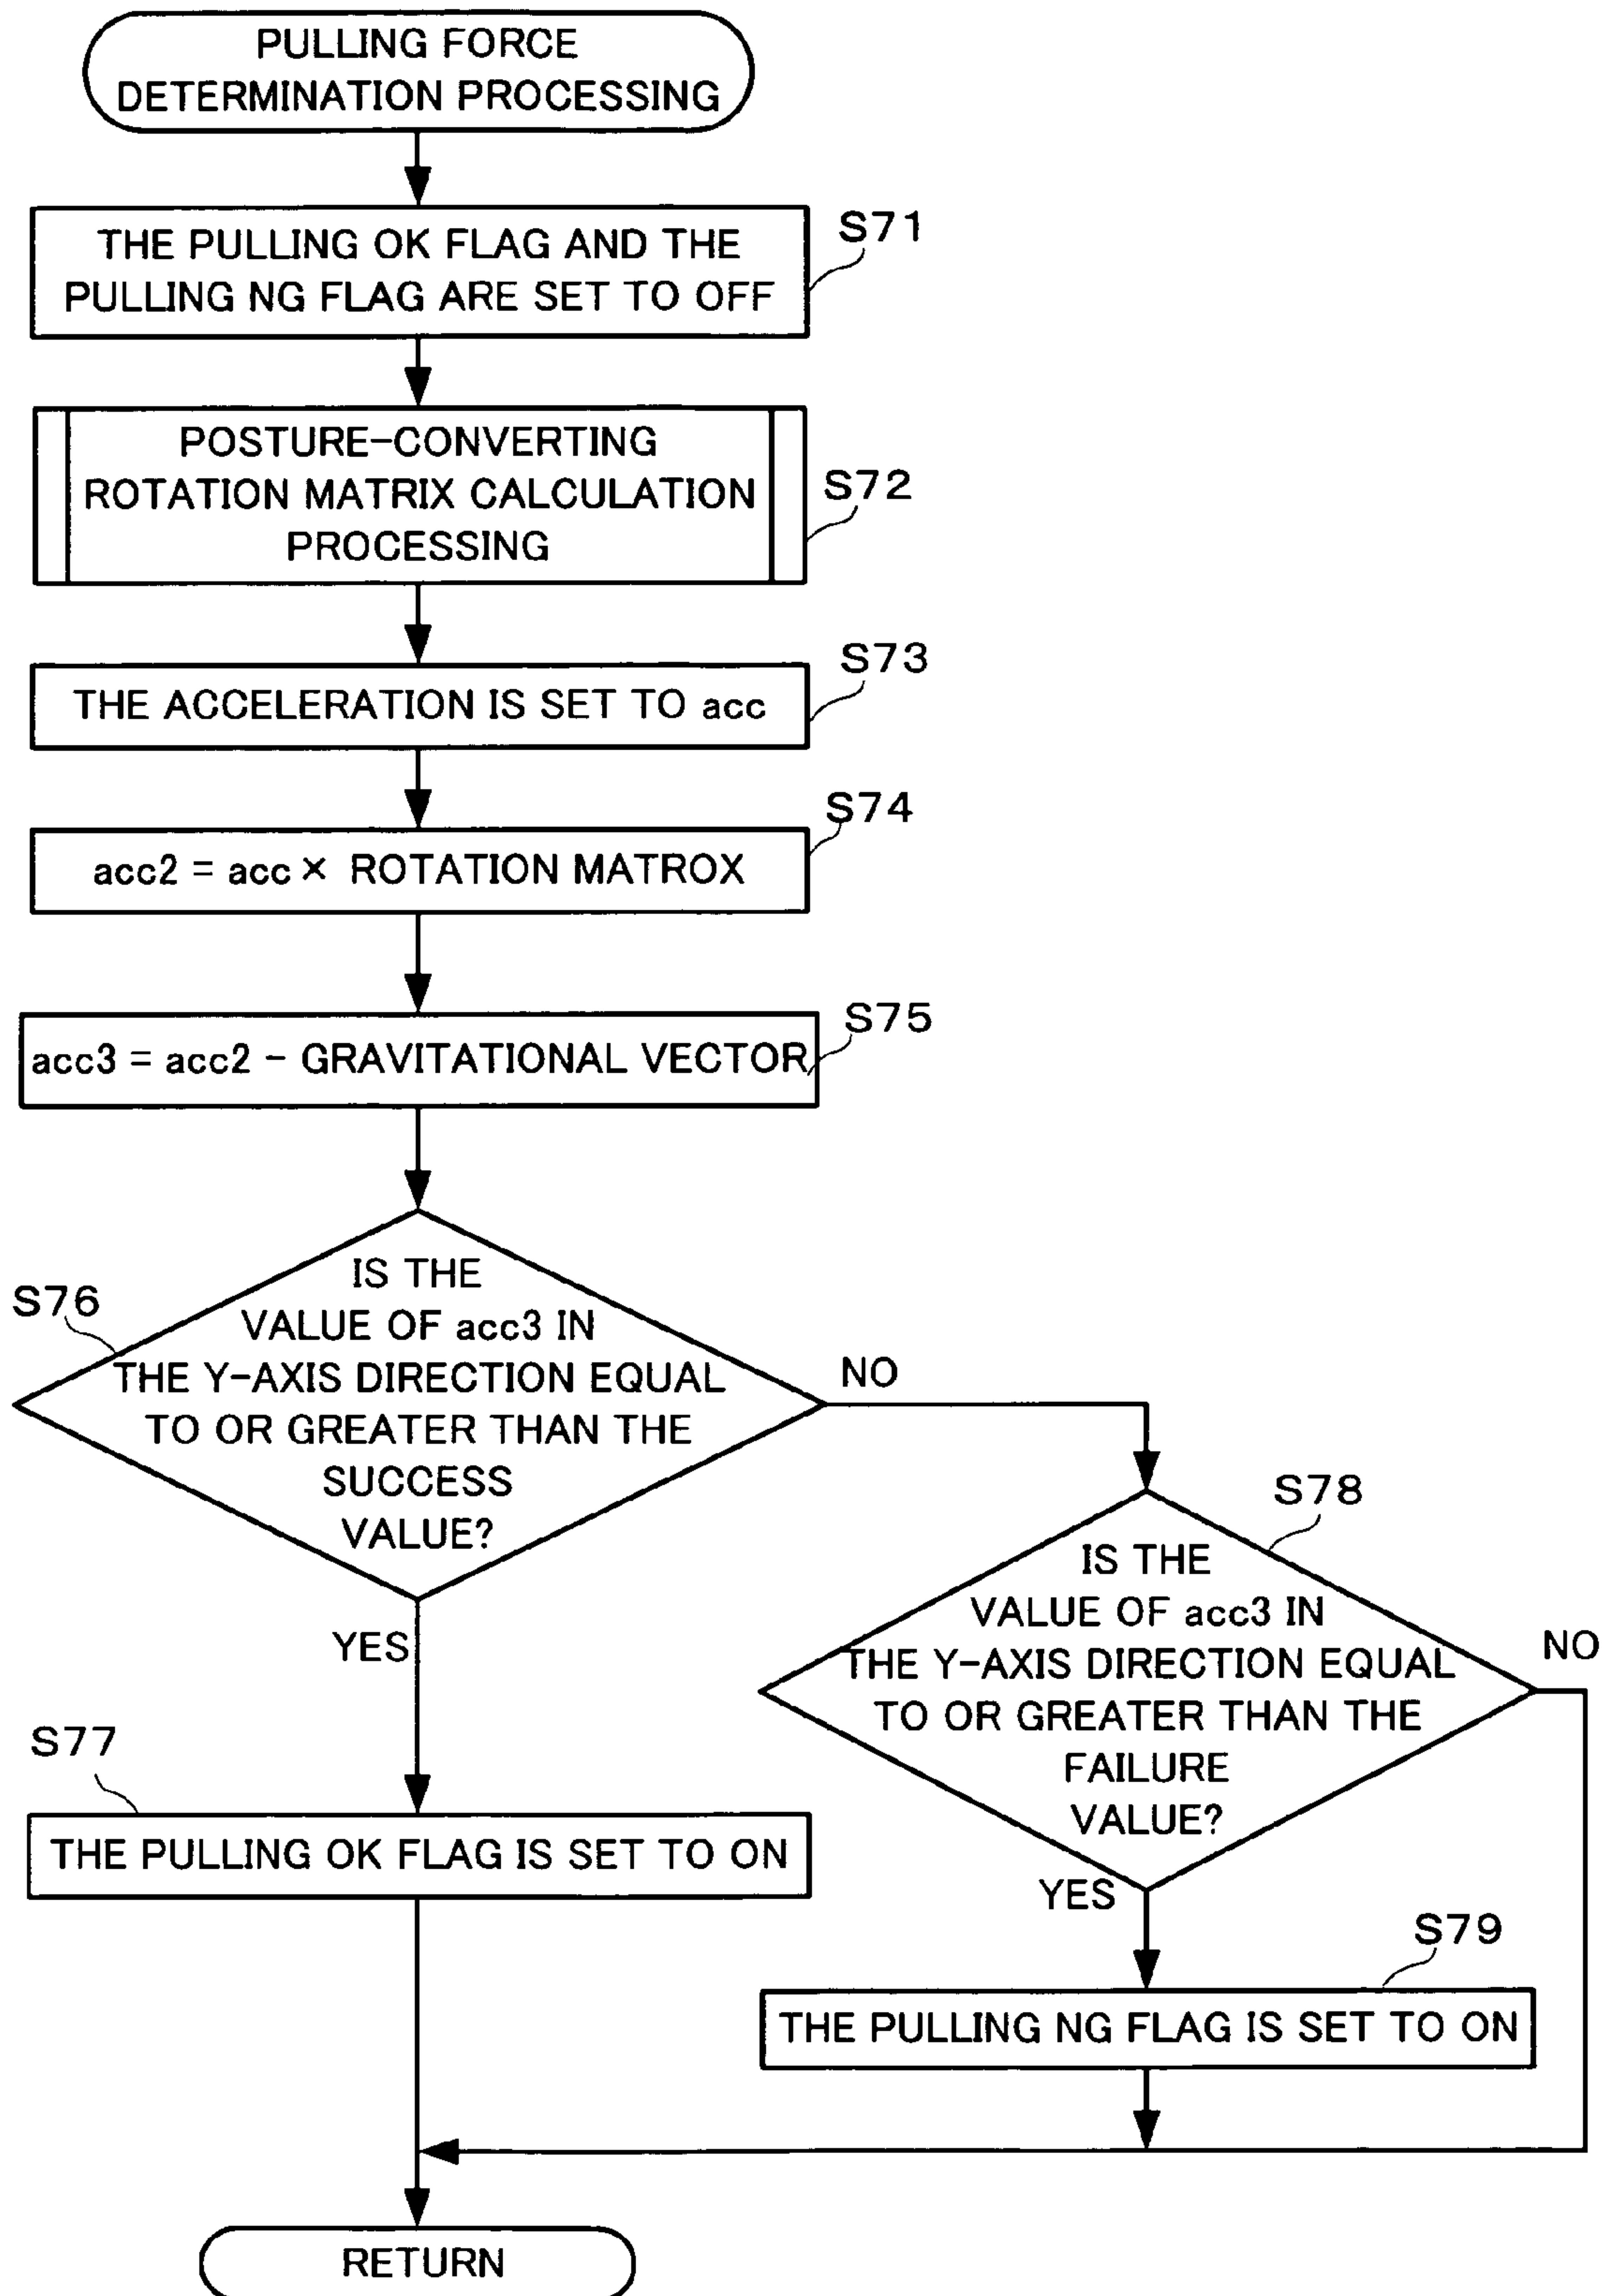 PULLING FORCE
DETERMINATION PROCESSING
THE PULLING OK FLAG AND THE
PULLING NG FLAG ARE SET TO OFF
S71
POSTURE-CONVERTING
ROTATION MATRIX CALCULATION
PROCESSING
S72
THE ACCELERATION IS SET TO acc
S73
acc2 = acc × ROTATION MATROX
S74
acc3 = acc2 - GRAVITATIONAL VECTOR
S75
S76
IS THE
VALUE OF acc3 IN
THE Y-AXIS DIRECTION EQUAL
TO OR GREATER THAN THE
SUCCESS
VALUE?
NO
YES
S77
THE PULLING OK FLAG IS SET TO ON
S78
IS THE
VALUE OF acc3 IN
THE Y-AXIS DIRECTION EQUAL
TO OR GREATER THAN THE
FAILURE
VALUE?
NO
YES
S79
THE PULLING NG FLAG IS SET TO ON
RETURN